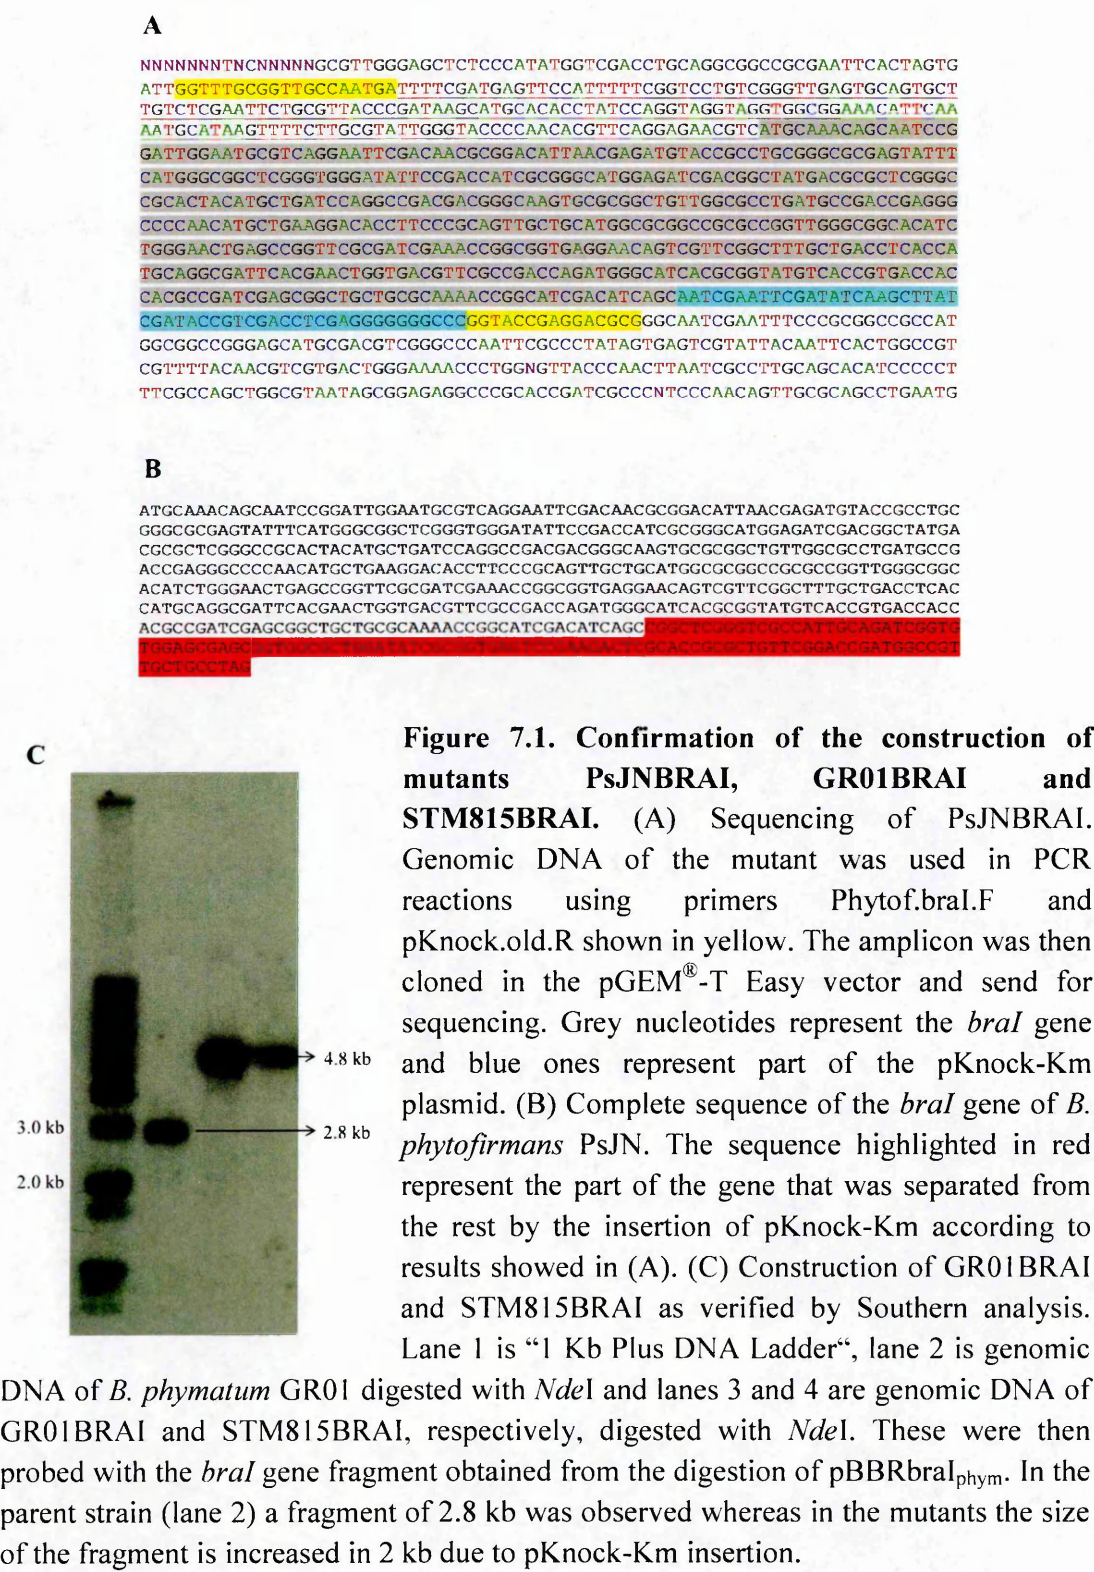 A
NNNNNNNTNCNNNNNGCGTTGGGAGCTCTCCCATATGGTCGACCTGCAGGCGGCCGCGAATTCACTAGTG
ATTGGTTTGCGGTTGCCAATGATTTTCGATGAGTTCCATTTTTCGGTCCTGTCGGGTTGAGTGCAGTGCT
TGTCTCGAATTCTGCGTTACCCGATAAGCATGCACACCTATCCAGGTAGGTAGGTGGCGGAAACATTCAA
AATGCATAAGTTTTCTTGCGTATTGGGTACCCCAACACGTTCAGGAGAACGTCATGCAAACAGCAATCCG
GATTGGAATGCGTCAGGAATTCGACAACGCGGACATTAACGAGATGTACCGCCTGCGGGCGCGAGTATTT
CATGGGCGGCTCGGGTGGGATATTCCGACCATCGCGGGCATGGAGATCGACGGCTATGACGCGCTCGGGC
CGCACTACATGCTGATCCAGGCCGACGACGGGCAAGTGCGCGGCTGTTGGCGCCTGATGCCGACCGAGGG
CCCCAACATGCTGAAGGACACCTTCCCGCAGTTGCTGCATGGCGCGGCCGCGCCGGTTGGGCGGCACATC
TGGGAACTGAGCCGGTTCGCGATCGAAACCGGCGGTGAGGAACAGTCGTTCGGCTTTGCTGACCTCACCA
TGCAGGCGATTCACGAACTGGTGACGTTCGCCGACCAGATGGGCATCACGCGGTATGTCACCGTGACCAC
CACGCCGATCGAGCGGCTGCTGCGCAAAACCGGCATCGACATCAGCAATCGAATTCGATATCAAGCTTAT
CGATACCGTCGACCTCGAGGGGGGGCCCGGTACCGAGGACGCGGGCAATCGAATTTCCCGCGGCCGCCAT
GGCGGCCGGGAGCATGCGACGTCGGGCCCAATTCGCCCTATAGTGAGTCGTATTACAATTCACTGGCCGT
CGTTTTACAACGTCGTGACTGGGAAAACCCTGGNGTTACCCAACTTAATCGCCTTGCAGCACATCCCCCT
TTCGCCAGCTGGCGTAATAGCGGAGAGGCCCGCACCGATCGCCCNTCCCAACAGTTGCGCAGCCTGAATG
B
ATGCAAACAGCAATCCGGATTGGAATGCGTCAGGAATTCGACAACGCGGACATTAACGAGATGTACCGCCTGC
GGGCGCGAGTATTTCATGGGCGGCTCGGGTGGGATATTCCGACCATCGCGGGCATGGAGATCGACGGCTATGA
CGCGCTCGGGCCGCACTACATGCTGATCCAGGCCGACGACGGGCAAGTGCGCGGCTGTTGGCGCCTGATGCCG
ACCGAGGGCCCCAACATGCTGAAGGACACCTTCCCGCAGTTGCTGCATGGCGCGGCCGCGCCGGTTGGGCGGC
ACATCTGGGAACTGAGCCGGTTCGCGATCGAAACCGGCGGTGAGGAACAGTCGTTCGGCTTTGCTGACCTCAC
CATGCAGGCGATTCACGAACTGGTGACGTTCGCCGACCAGATGGGCATCACGCGGTATGTCACCGTGACCACC
ACGCCGATCGAGCGGCTGCTGCGCAAAACCGGCATCGACATCAGCCGGCTCGGGTCGCCATTGCAGATCGGTG
TGCTGCCTAG
C
3.0 kb
2.0 kb
4.8 kb
2.8 kb
Figure 7.1. Confirmation of the construction of
mutants PsJNBRAI, GR01BRAI and
STM815BRAI. (A) Sequencing of PsJNBRAI.
Genomic DNA of the mutant was used in PCR
reactions using primers Phytof.braI.F and
pKnock.old.R shown in yellow. The amplicon was then
cloned in the pGEM®-T Easy vector and send for
sequencing. Grey nucleotides represent the braI gene
and blue ones represent part of the pKnock-Km
plasmid. (B) Complete sequence of the braI gene of B.
phytofirmans PsJN. The sequence highlighted in red
represent the part of the gene that was separated from
the rest by the insertion of pKnock-Km according to
results showed in (A). (C) Construction of GR01BRAI
and STM815BRAI as verified by Southern analysis.
Lane 1 is “1 Kb Plus DNA Ladder“, lane 2 is genomic
DNA of B. phymatum GR01 digested with NdeI and lanes 3 and 4 are genomic DNA of
GR01BRAI and STM815BRAI, respectively, digested with NdeI. These were then
probed with the braI gene fragment obtained from the digestion of pBBRbraIphym. In the
parent strain (lane 2) a fragment of 2.8 kb was observed whereas in the mutants the size
of the fragment is increased in 2 kb due to pKnock-Km insertion.